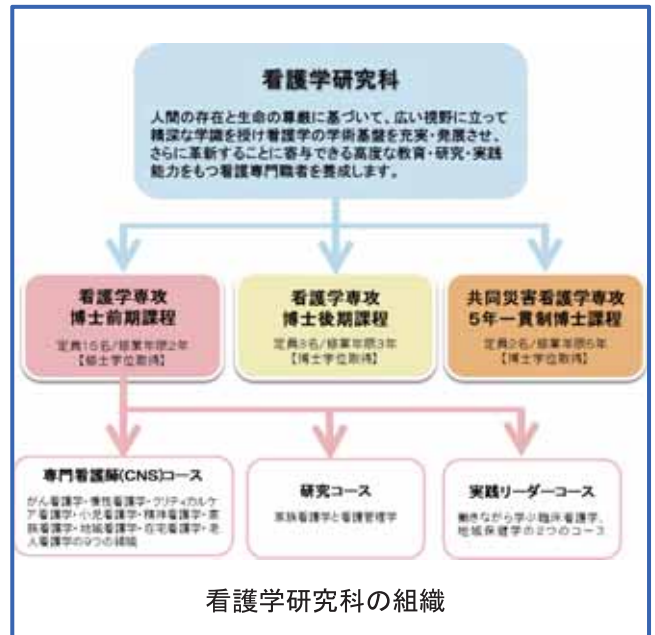 看護学研究科
人間の存在と生命の尊厳に基づいて、広い視野に立って
精深な学識を授け看護学の学術基盤を充実・発展させ、
さらに革新することに寄与できる高度な教育・研究・実践
能力をもつ看護専門職者を養成します。
看護学専攻
博士前期課程
定員15名/修業年限2年
【修士学位取得】
看護学専攻
博士後期課程
定員3名/修業年限3年
【博士学位取得】
共同災害看護学専攻
5年一貫制博士課程
定員2名/修業年限5年
【博士学位取得】
専門看護師(CNS)コース
がん看護学・慢性看護学・クリティカルケ
ア看護学・小児看護学・精神看護学・家
族看護学・地域看護学・在宅看護学・老
人看護学の9つの領域
研究コース
家族看護学と看護管理学
実践リーダーコース
働きながら学ぶ臨床看護学、
地域保健学の2つのコース
看護学研究科の組織